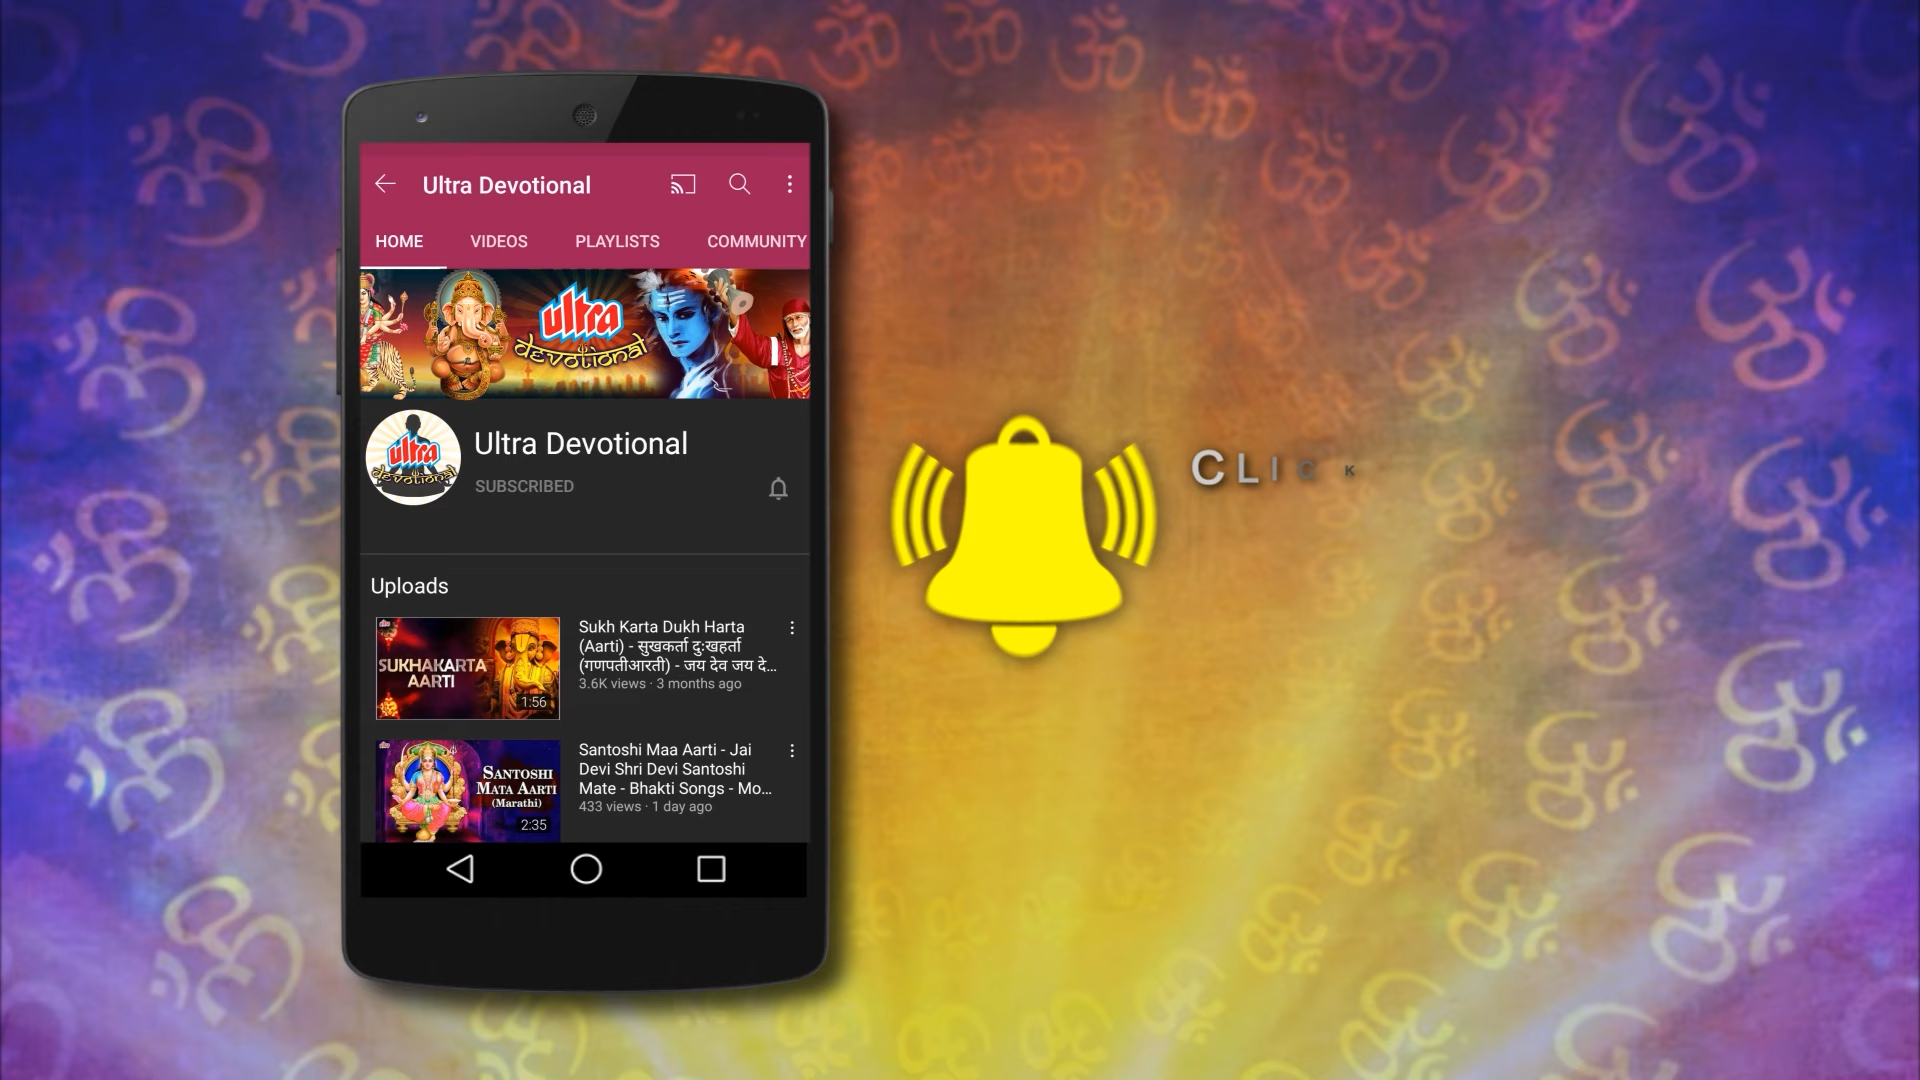 Ultra Devotional
HOME VIDEOS PLAYLISTS COMMUNITY
ultra
devotional
ultra
devotional
Ultra Devotional
SUBSCRIBED
CLICK
Uploads
SUKHAKARTA
AARTI
1:56
Sukh Karta Dukh Harta
(Aarti) - सुखकर्ता दुःखहर्ता
(गणपतीआरती) - जय देव जय दे...
3.6K views · 3 months ago
SANTOSHI
MATA AARTI
(Marathi)
2:35
Santoshi Maa Aarti - Jai
Devi Shri Devi Santoshi
Mate - Bhakti Songs - Mo...
433 views · 1 day ago